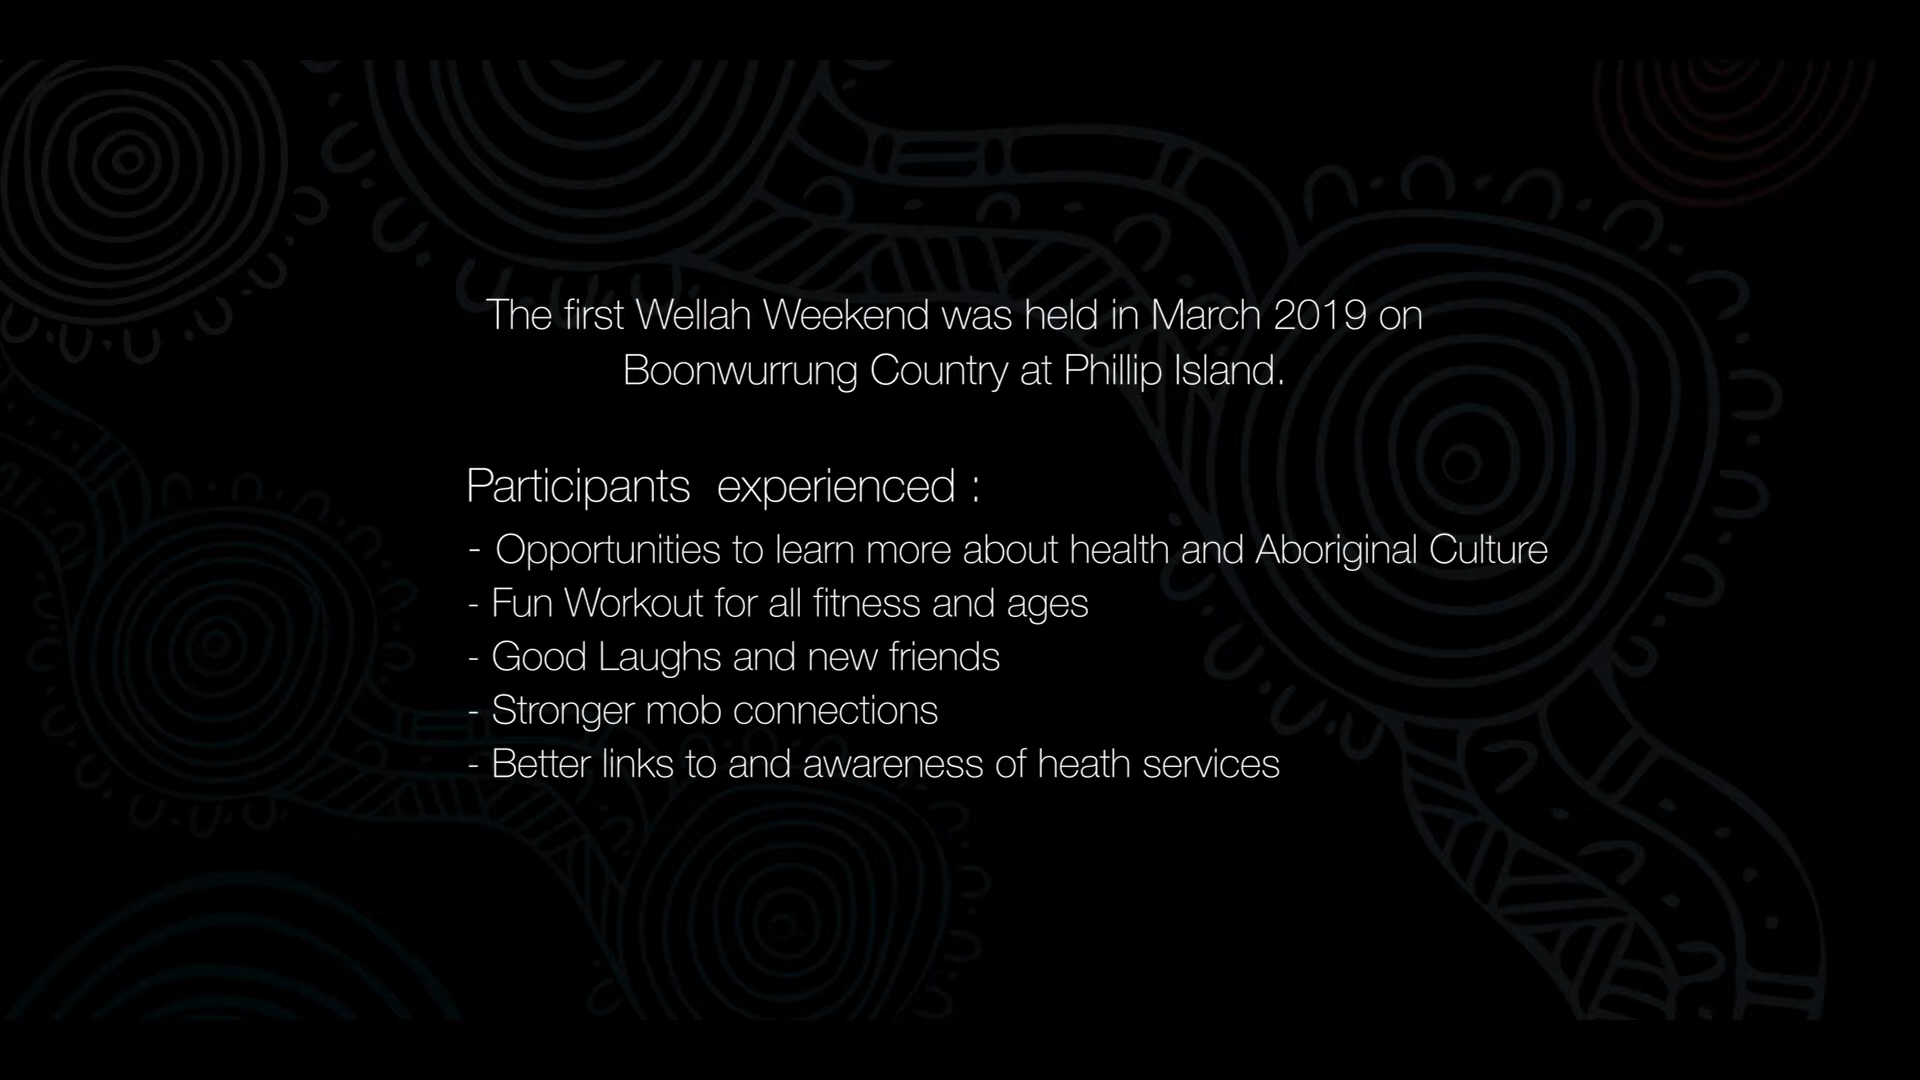 The first Wellah Weekend was held in March 2019 on
Boonwurrung Country at Phillip Island.
Participants experienced :
- Opportunities to learn more about health and Aboriginal Culture
- Fun Workout for all fitness and ages
- Good Laughs and new friends
- Stronger mob connections
- Better links to and awareness of heath services